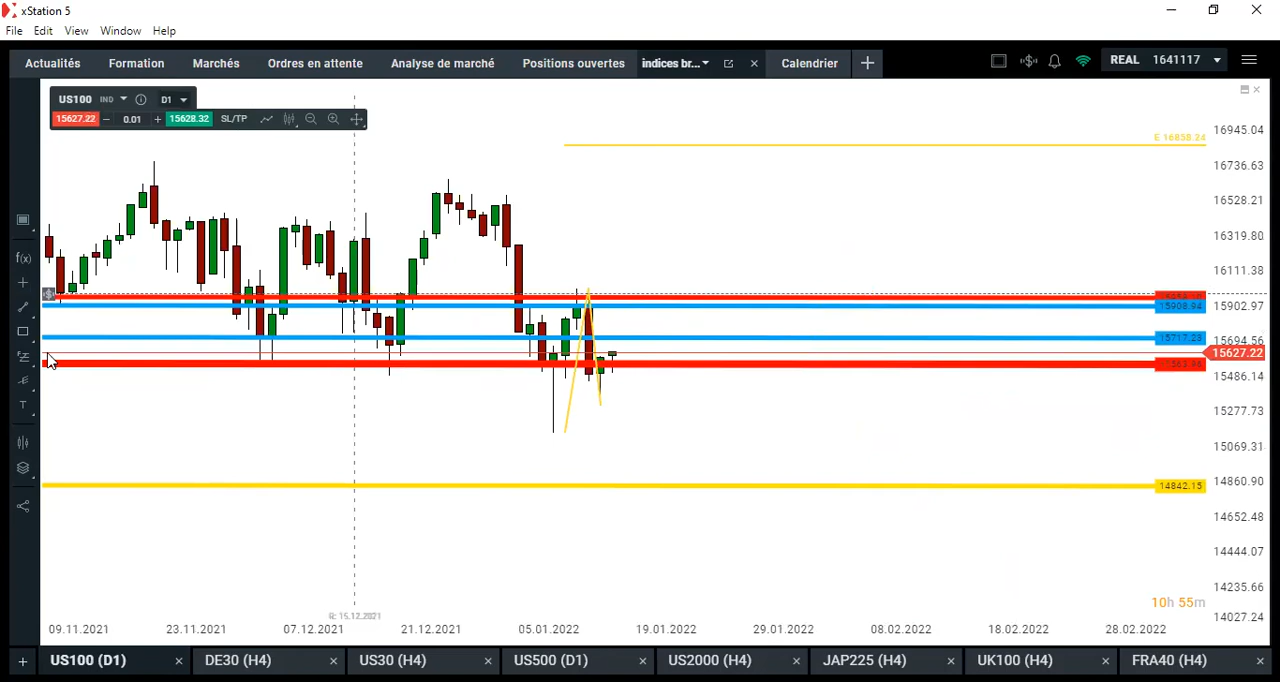 xStation 5
File Edit View Window Help
Actualités Formation Marchés Ordres en attente Analyse de marché Positions ouvertes indices br... Calendrier REAL 1641117
US100 IND D1
15627.22 0.01 15628.32 SL/TP
E 16858.24
16945.04
16736.63
16528.21
16319.80
16111.38
15902.97
15908.94
15717.23
15694.56
15627.22
15486.14
15277.73
15069.31
14860.90
14842.15
14652.48
14444.07
14235.66
14027.24
f(x)
T
10h 55m
R: 15.12.2021
09.11.2021 23.11.2021 07.12.2021 21.12.2021 05.01.2022 19.01.2022 29.01.2022 08.02.2022 18.02.2022 28.02.2022
US100 (D1) DE30 (H4) US30 (H4) US500 (D1) US2000 (H4) JAP225 (H4) UK100 (H4) FRA40 (H4)